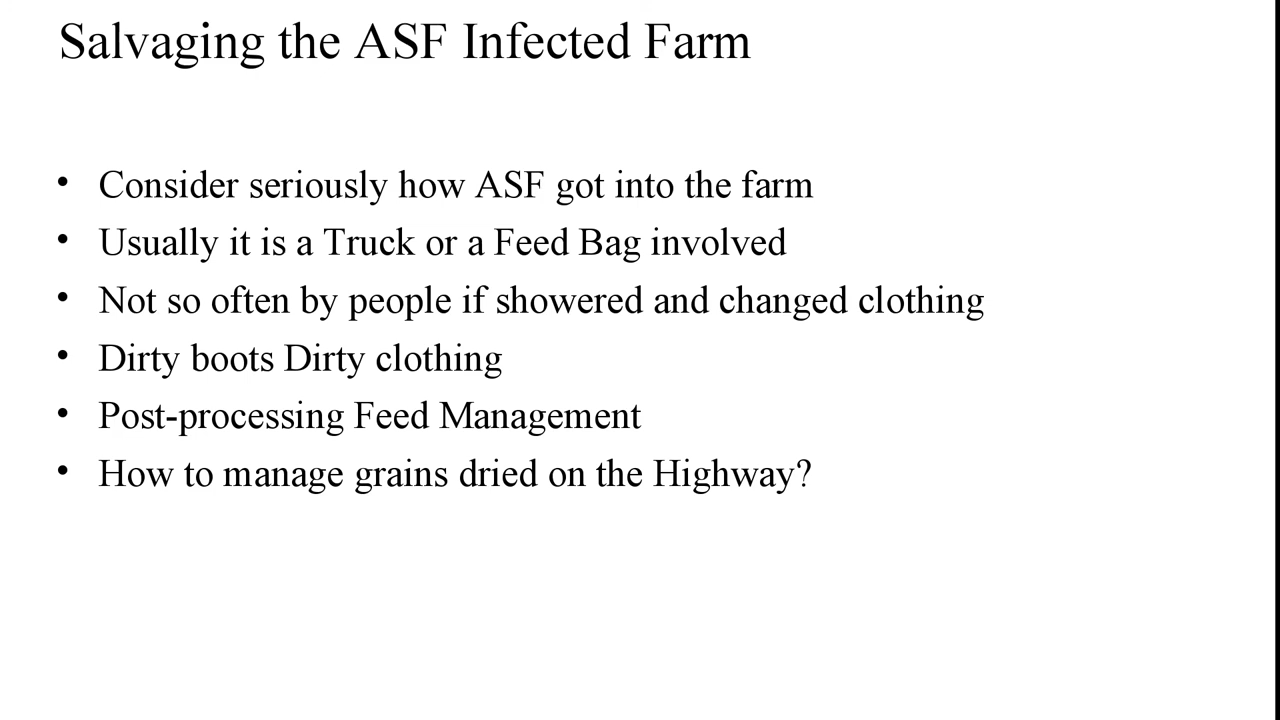 Salvaging the ASF Infected Farm
• Consider seriously how ASF got into the farm
• Usually it is a Truck or a Feed Bag involved
• Not so often by people if showered and changed clothing
• Dirty boots Dirty clothing
• Post-processing Feed Management
• How to manage grains dried on the Highway?